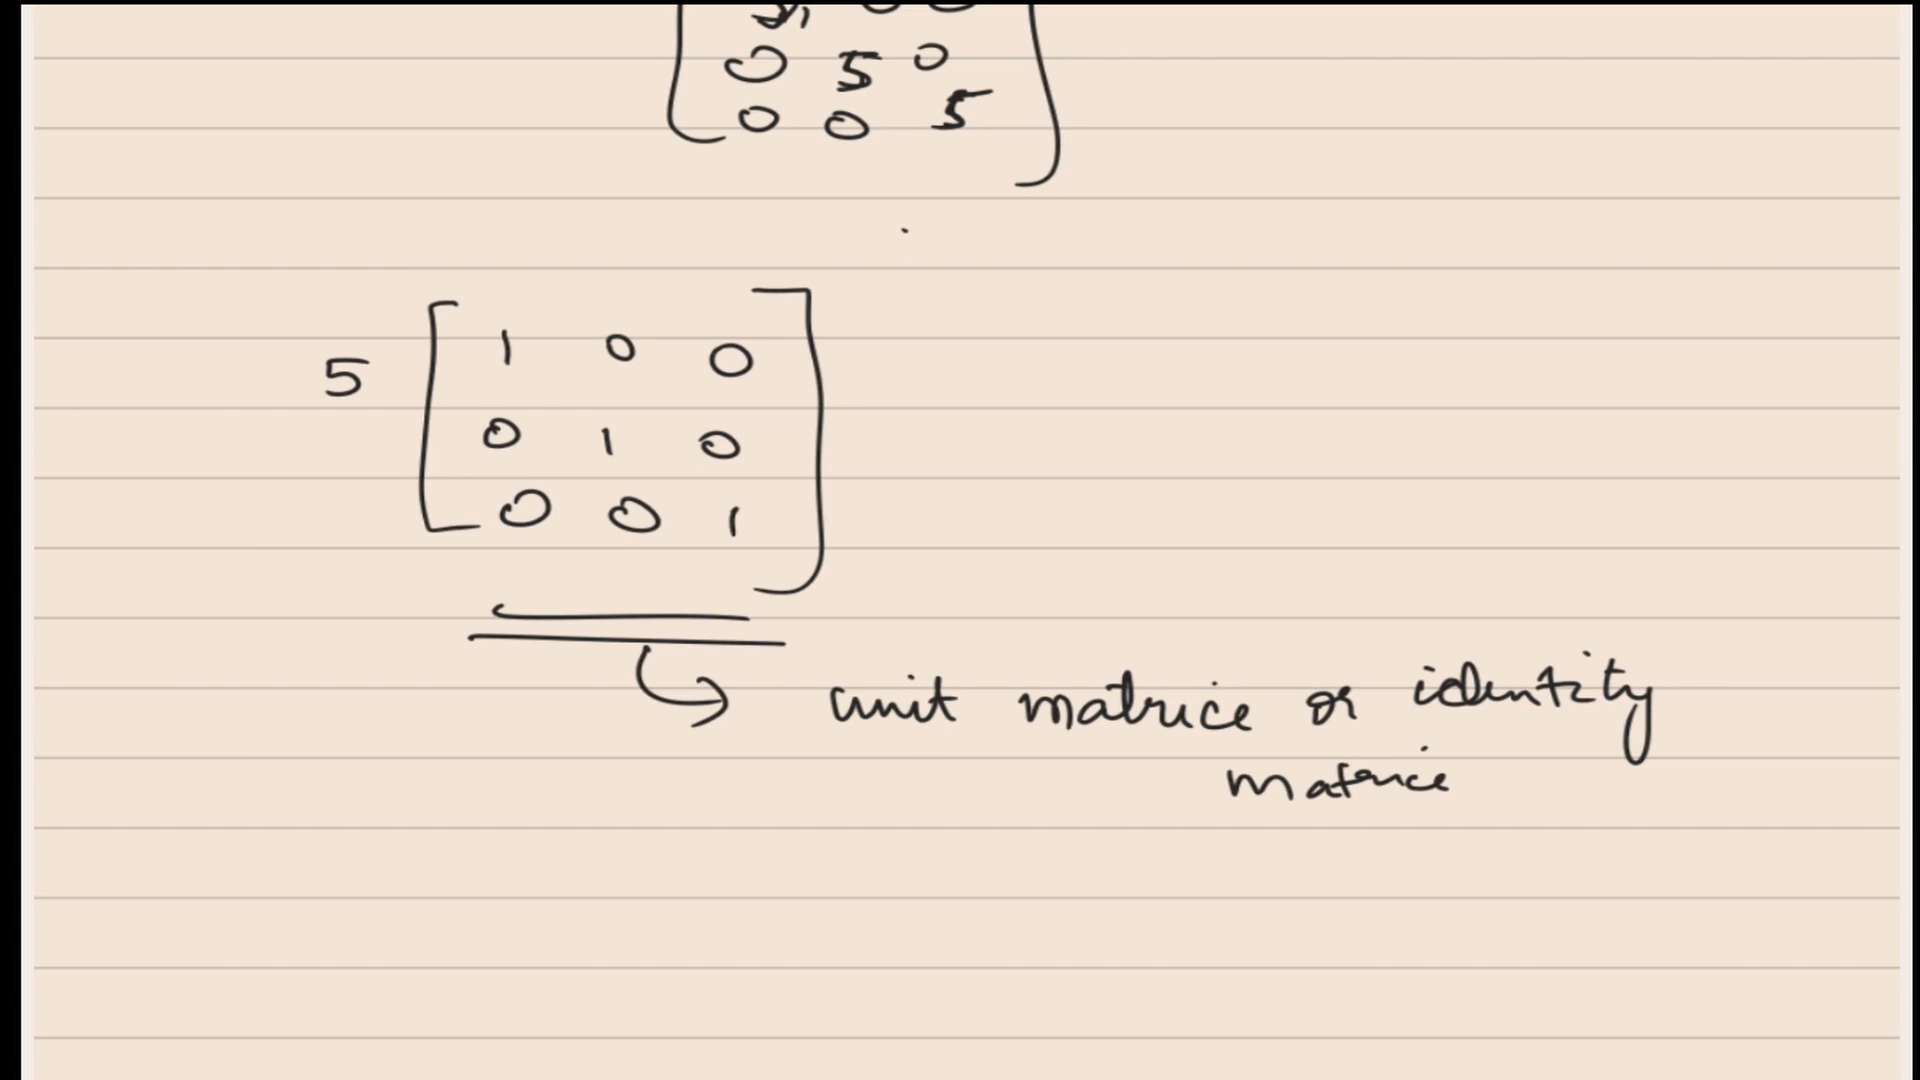 0 5 0
0 0 5
5
1 0 0
0 1 0
0 0 1
unit matrice or identity
matrice